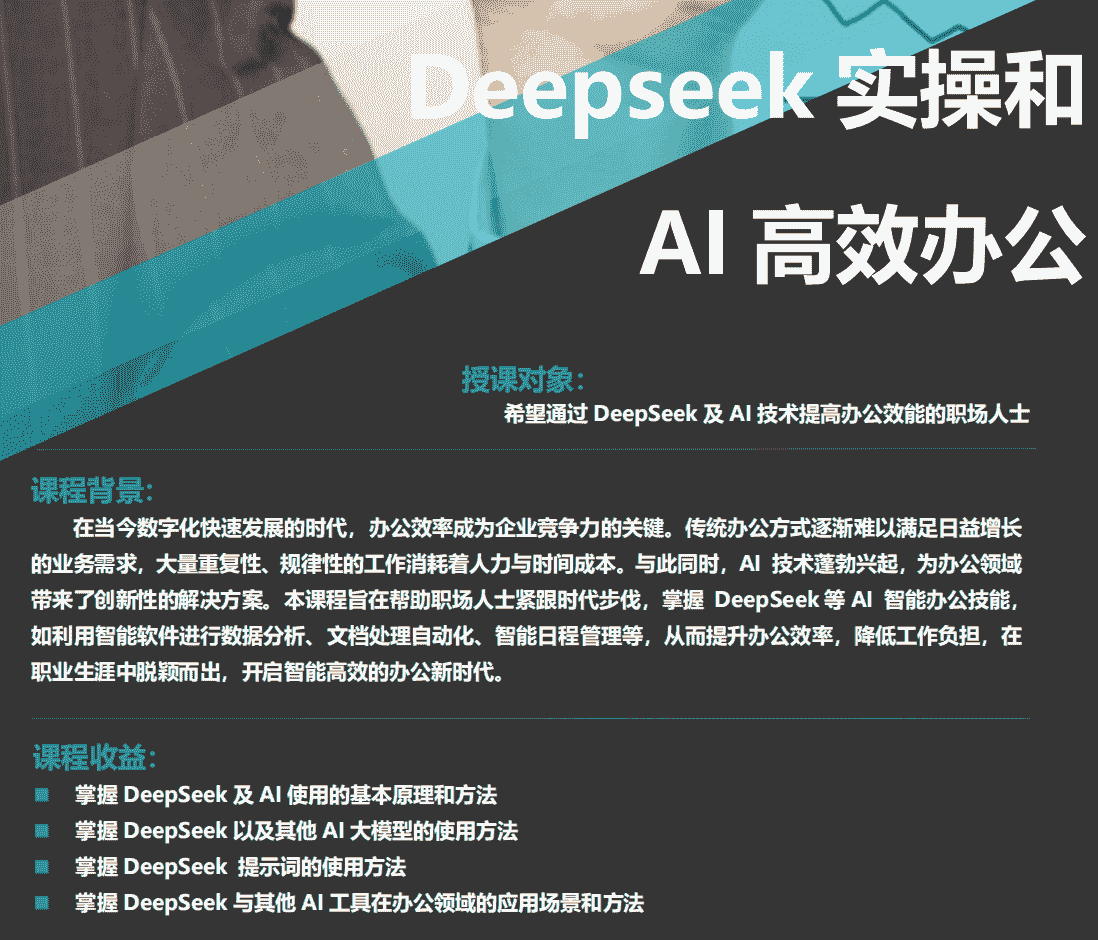 Deepseek 实操和
AI 高效办公
授课对象：
希望通过 DeepSeek 及 AI 技术提高办公效能的职场人士
课程背景：
在当今数字化快速发展的时代，办公效率成为企业竞争力的关键。传统办公方式逐渐难以满足日益增长
的业务需求，大量重复性、规律性的工作消耗着人力与时间成本。与此同时，AI 技术蓬勃兴起，为办公领域
带来了创新性的解决方案。本课程旨在帮助职场人士紧跟时代步伐，掌握 DeepSeek 等 AI 智能办公技能，
如利用智能软件进行数据分析、文档处理自动化、智能日程管理等，从而提升办公效率，降低工作负担，在
职业生涯中脱颖而出，开启智能高效的办公新时代。
课程收益：
■ 掌握 DeepSeek 及 AI 使用的基本原理和方法
■ 掌握 DeepSeek 以及其他 AI 大模型的使用方法
■ 掌握 DeepSeek 提示词的使用方法
■ 掌握 DeepSeek 与其他 AI 工具在办公领域的应用场景和方法